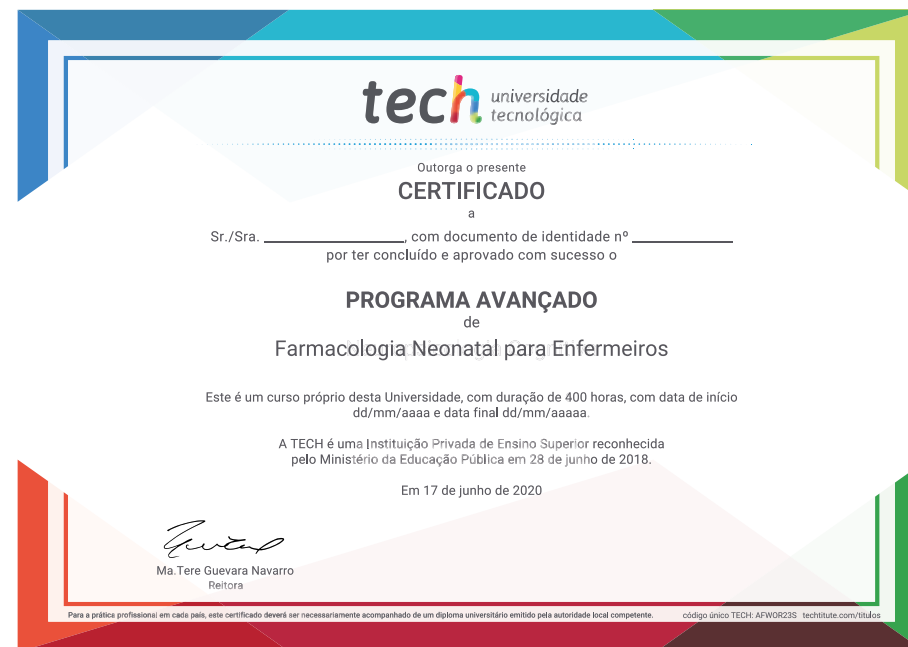 tech universidade
tecnológica
Outorga o presente
CERTIFICADO
a
Sr./Sra. ____________________, com documento de identidade nº ______________
por ter concluído e aprovado com sucesso o
PROGRAMA AVANÇADO
de
Farmacologia Neonatal para Enfermeiros
Este é um curso próprio desta Universidade, com duração de 400 horas, com data de início
dd/mm/aaaa e data final dd/mm/aaaaa.
A TECH é uma Instituição Privada de Ensino Superior reconhecida
pelo Ministério da Educação Pública em 28 de junho de 2018.
Em 17 de junho de 2020
Ma.Tere Guevara Navarro
Reitora
Para a prática profissional em cada país, este certificado deverá ser necessariamente acompanhado de um diploma universitário emitido pela autoridade local competente. código único TECH: AFWOR23S techtitute.com/titulos